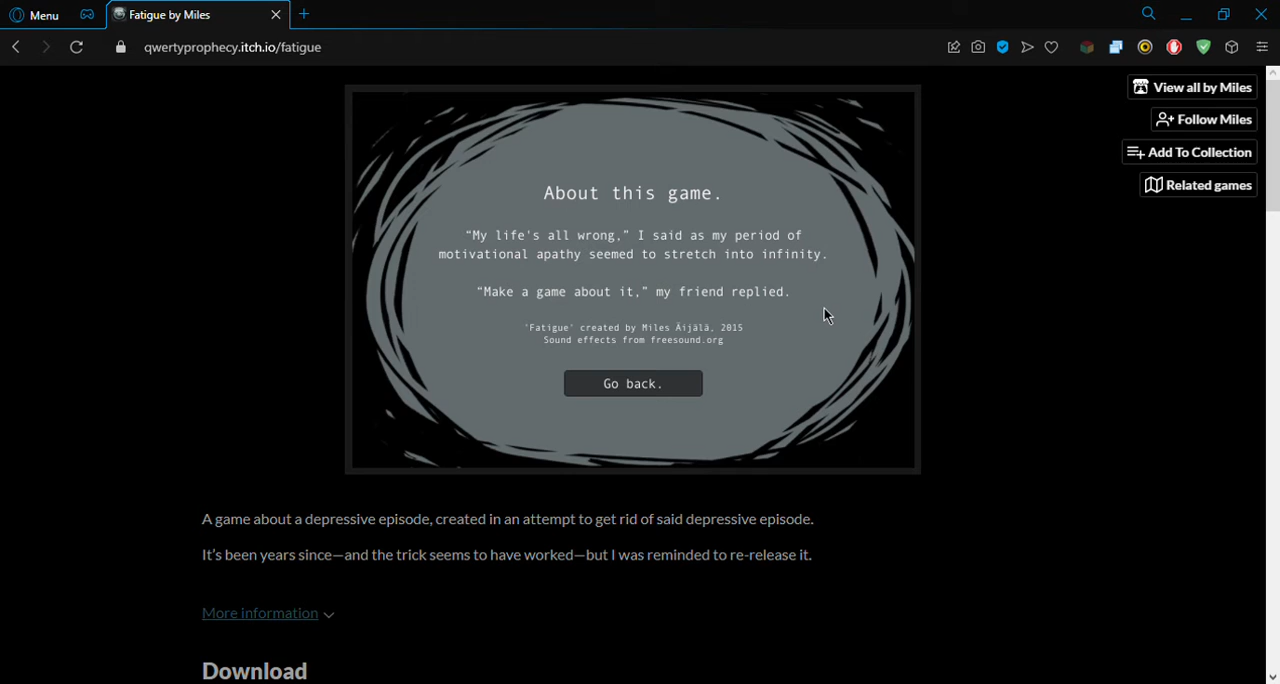 Menu
Fatigue by Miles
qwertyprophecy.itch.io/fatigue
View all by Miles
Follow Miles
Add To Collection
Related games
About this game.
“My life's all wrong,” I said as my period of
motivational apathy seemed to stretch into infinity.
“Make a game about it,” my friend replied.
'Fatigue' created by Miles Äijälä, 2015
Sound effects from freesound.org
Go back.
A game about a depressive episode, created in an attempt to get rid of said depressive episode.
It’s been years since—and the trick seems to have worked—but I was reminded to re-release it.
More information
Download